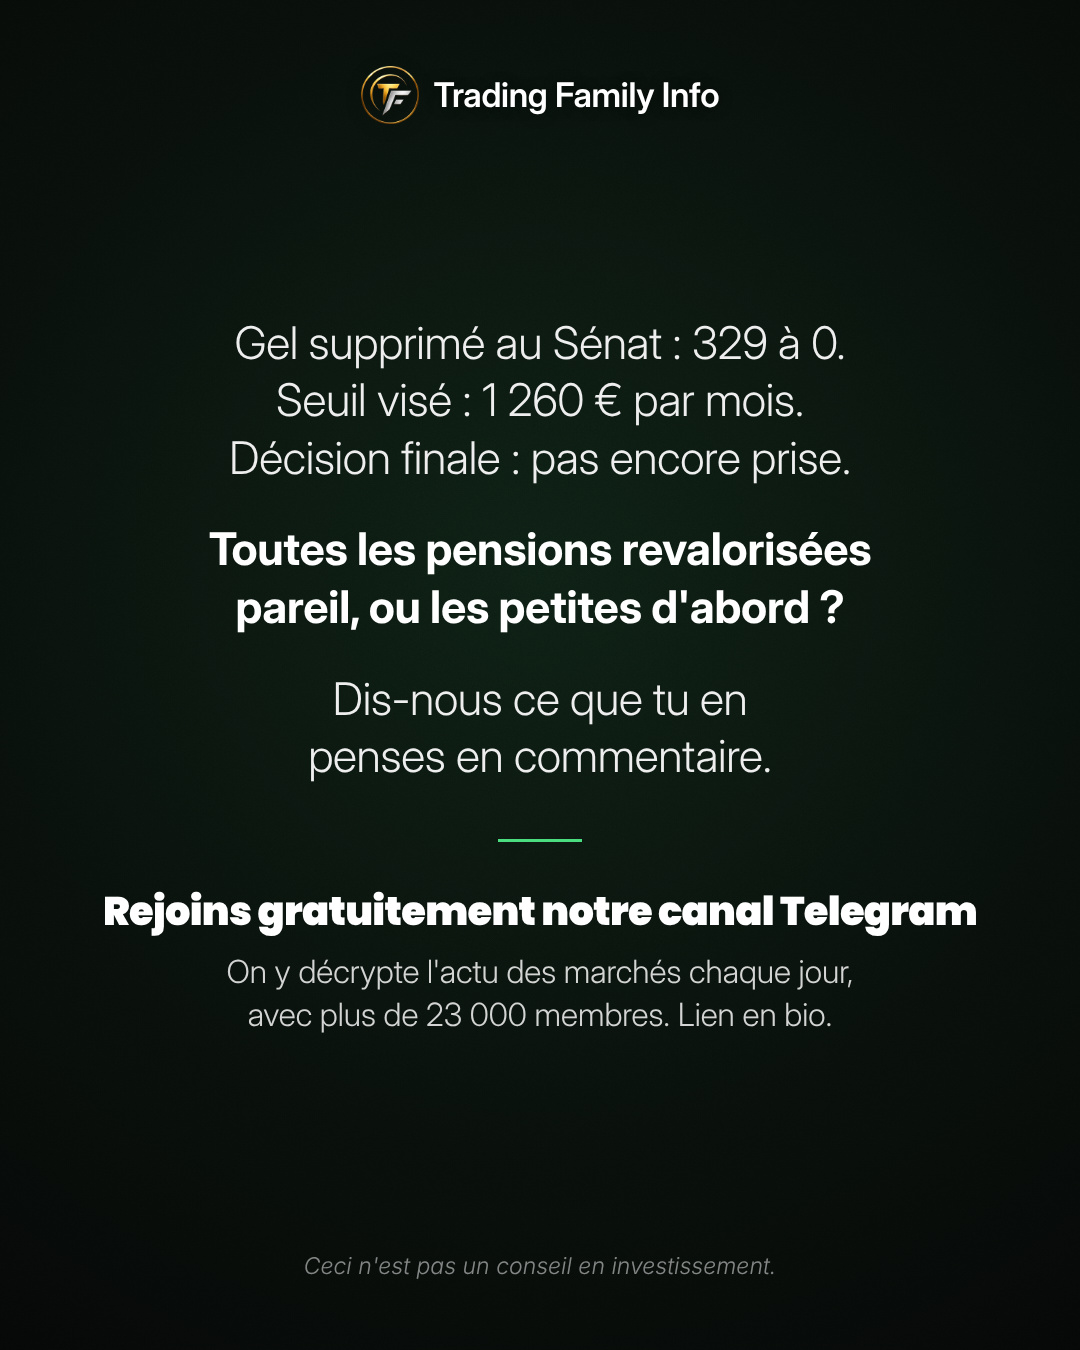 TF Trading Family Info
Gel supprimé au Sénat : 329 à 0.
Seuil visé : 1 260 € par mois.
Décision finale : pas encore prise.
Toutes les pensions revalorisées
pareil, ou les petites d'abord ?
Dis-nous ce que tu en
penses en commentaire.
Rejoins gratuitement notre canal Telegram
On y décrypte l'actu des marchés chaque jour,
avec plus de 23 000 membres. Lien en bio.
Ceci n'est pas un conseil en investissement.